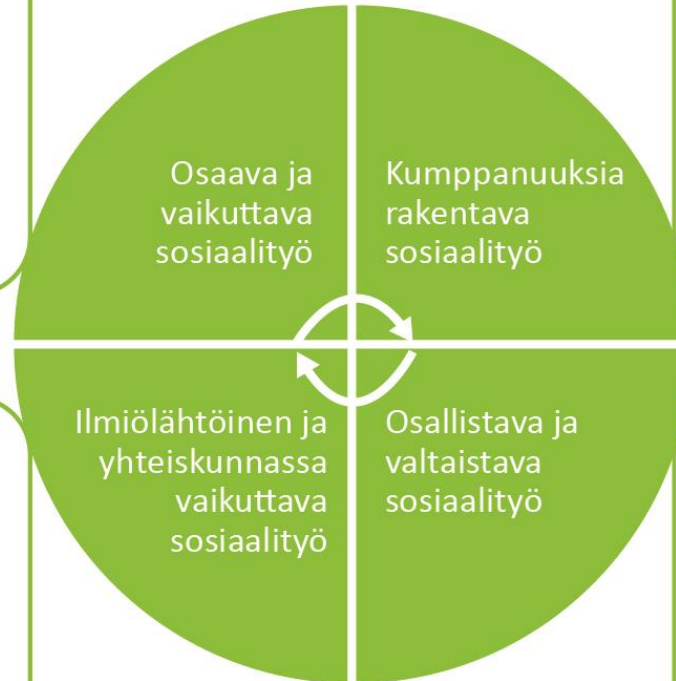 Osaava ja
vaikuttava
sosiaalityö
Kumppanuuksia
rakentava
sosiaalityö
Ilmiölähtöinen ja
yhteiskunnassa
vaikuttava
sosiaalityö
Osallistava ja
valtaistava
sosiaalityö